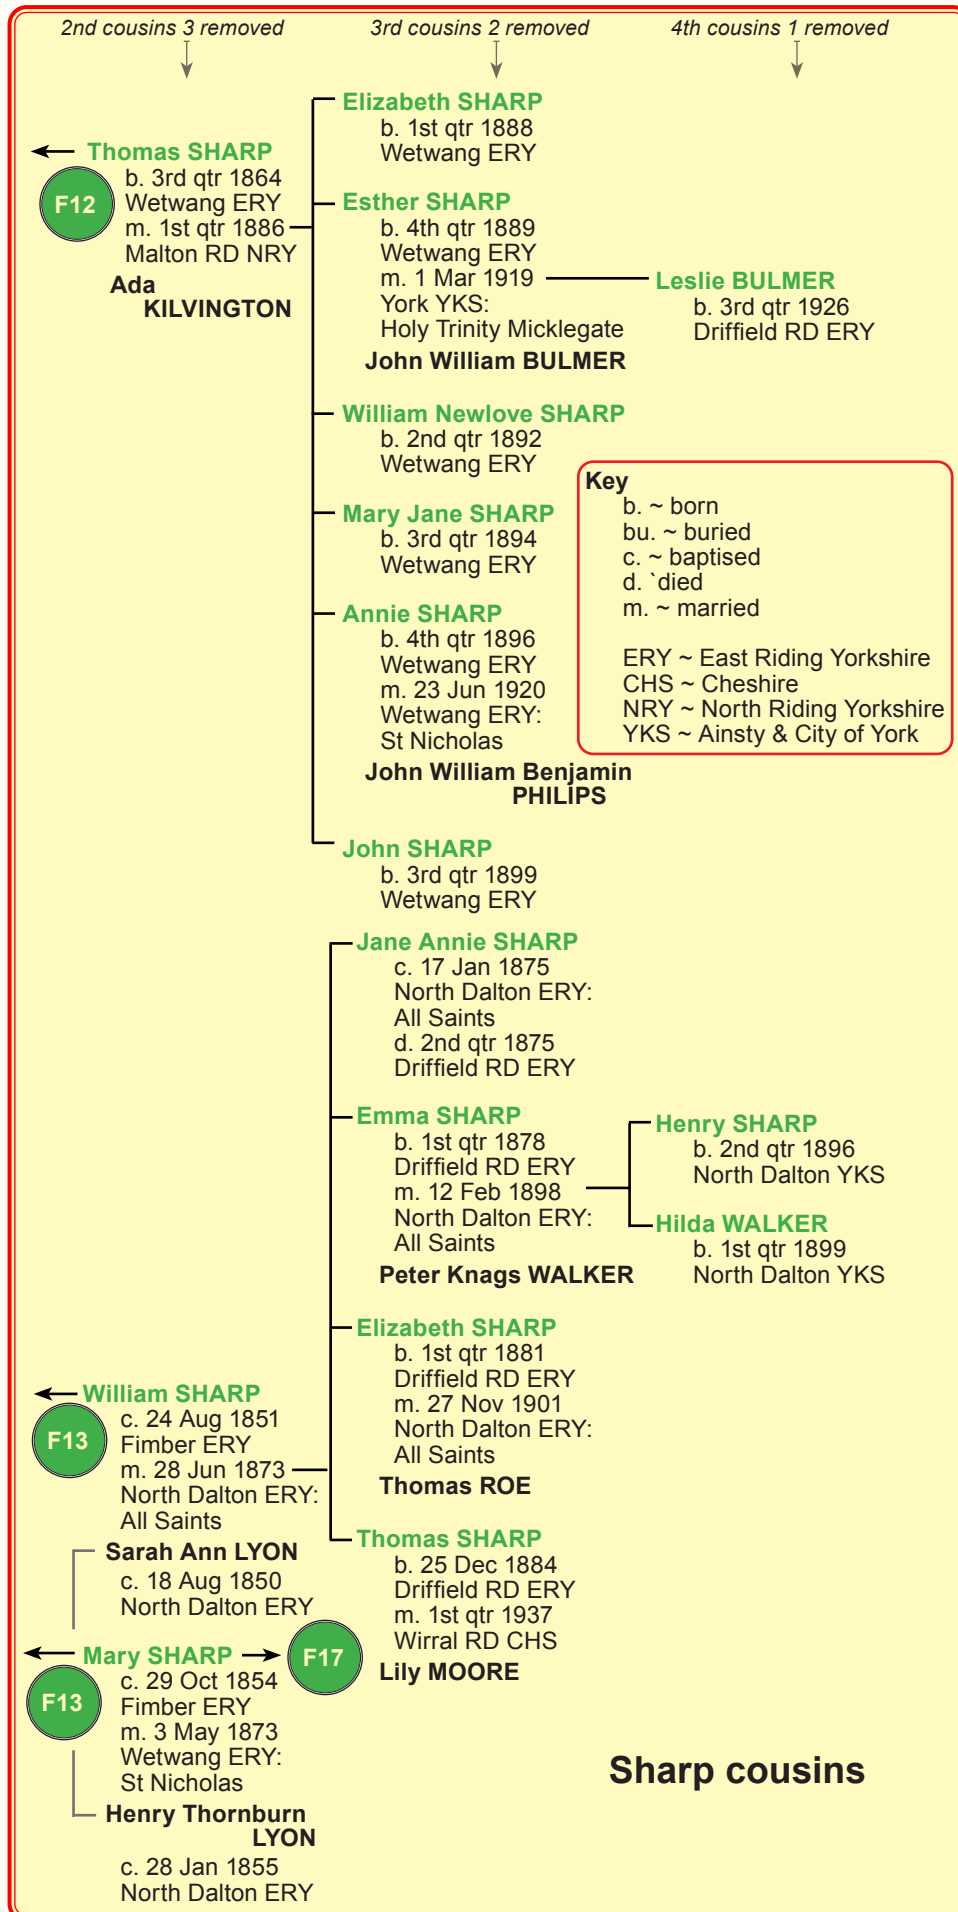 2nd cousins 3 removed
3rd cousins 2 removed
4th cousins 1 removed
Thomas SHARP
F12
b. 3rd qtr 1864
Wetwang ERY
m. 1st qtr 1886
Malton RD NRY
Ada
KILVINGTON
Elizabeth SHARP
b. 1st qtr 1888
Wetwang ERY
Esther SHARP
b. 4th qtr 1889
Wetwang ERY
m. 1 Mar 1919
York YKS:
Holy Trinity Micklegate
John William BULMER
Leslie BULMER
b. 3rd qtr 1926
Driffield RD ERY
William Newlove SHARP
b. 2nd qtr 1892
Wetwang ERY
Mary Jane SHARP
b. 3rd qtr 1894
Wetwang ERY
Annie SHARP
b. 4th qtr 1896
Wetwang ERY
m. 23 Jun 1920
Wetwang ERY:
St Nicholas
John William Benjamin
PHILIPS
John SHARP
b. 3rd qtr 1899
Wetwang ERY
Key
b. ~ born
bu. ~ buried
c. ~ baptised
d. `died
m. ~ married
ERY ~ East Riding Yorkshire
CHS ~ Cheshire
NRY ~ North Riding Yorkshire
YKS ~ Ainsty & City of York
Jane Annie SHARP
c. 17 Jan 1875
North Dalton ERY:
All Saints
d. 2nd qtr 1875
Driffield RD ERY
Emma SHARP
b. 1st qtr 1878
Driffield RD ERY
m. 12 Feb 1898
North Dalton ERY:
All Saints
Peter Knags WALKER
Henry SHARP
b. 2nd qtr 1896
North Dalton YKS
Hilda WALKER
b. 1st qtr 1899
North Dalton YKS
Elizabeth SHARP
b. 1st qtr 1881
Driffield RD ERY
m. 27 Nov 1901
North Dalton ERY:
All Saints
Thomas ROE
William SHARP
F13
c. 24 Aug 1851
Fimber ERY
m. 28 Jun 1873
North Dalton ERY:
All Saints
Sarah Ann LYON
c. 18 Aug 1850
North Dalton ERY
Thomas SHARP
b. 25 Dec 1884
Driffield RD ERY
m. 1st qtr 1937
Wirral RD CHS
Lily MOORE
Mary SHARP
F17
F13
c. 29 Oct 1854
Fimber ERY
m. 3 May 1873
Wetwang ERY:
St Nicholas
Henry Thornburn
LYON
c. 28 Jan 1855
North Dalton ERY
Sharp cousins